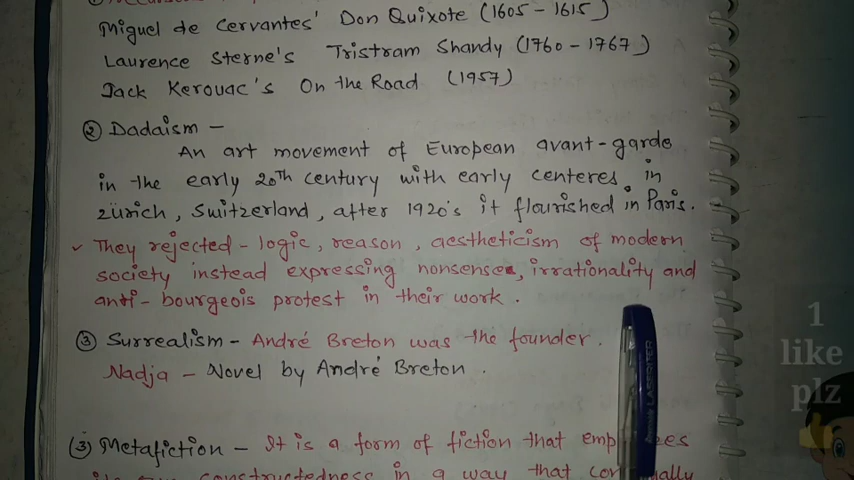 Miguel de Cervantes' Don Quixote (1605 - 1615)
Laurence Sterne's Tristram Shandy (1760 - 1767)
Jack Kerouac's On the Road (1957)
② Dadaism -
An art movement of European avant-garde
in the early 20th century with early centeres in
zürich, Switzerland, after 1920's it flourished in Paris.
✓ They rejected - logic, reason, aestheticism of modern
society instead expressing nonsense, irrationality and
anti-bourgeois protest in their work.
③ Surrealism - André Breton was the founder.
Nadja - Novel by André Breton.
(3) Metafiction - It is a form of fiction that
constructedness in a way that
1
like
plz